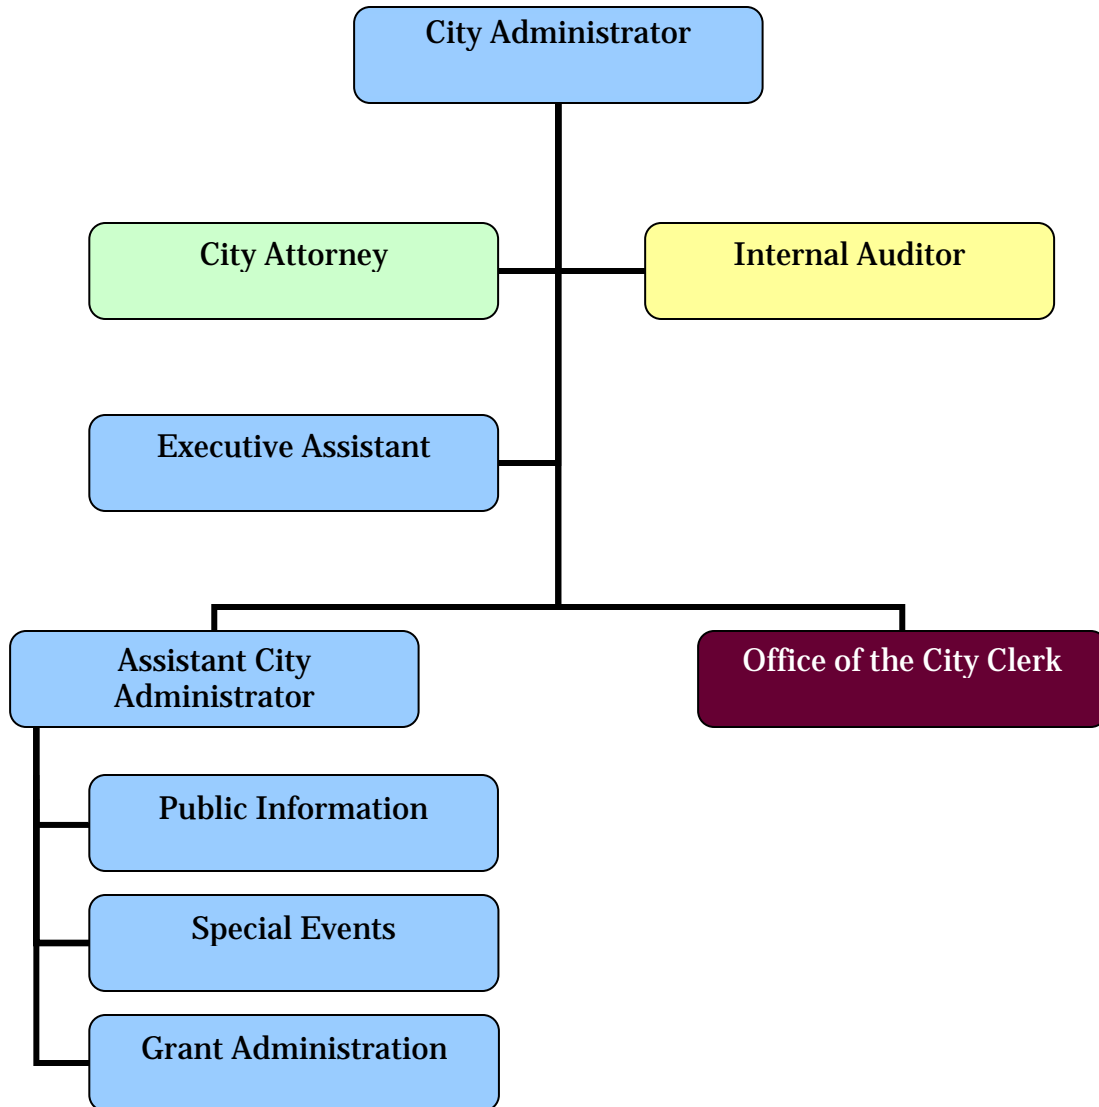 City Administrator
City Attorney
Internal Auditor
Executive Assistant
Assistant City
Administrator
Office of the City Clerk
Public Information
Special Events
Grant Administration